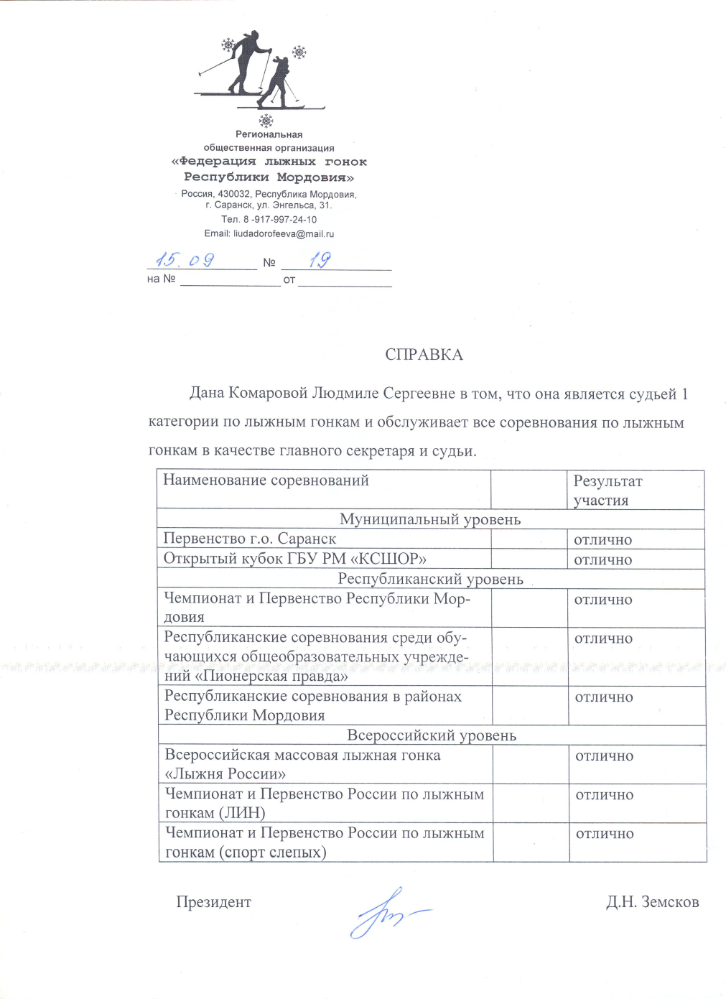 Региональная
общественная организация
«Федерация лыжных гонок
Республики Мордовия»
Россия, 430032, Республика Мордовия,
г. Саранск, ул. Энгельса, 31.
Тел. 8 -917-997-24-10
Email: liudadorofeeva@mail.ru
15.09 № 19
на № от
СПРАВКА
Дана Комаровой Людмиле Сергеевне в том, что она является судьей 1
категории по лыжным гонкам и обслуживает все соревнования по лыжным
гонкам в качестве главного секретаря и судьи.
Наименование соревнований Результат
участия
Муниципальный уровень
Первенство г.о. Саранск отлично
Открытый кубок ГБУ РМ «КСШОР» отлично
Республиканский уровень
Чемпионат и Первенство Республики Мор- отлично
довия
Республиканские соревнования среди обу- отлично
чающихся общеобразовательных учрежде-
ний «Пионерская правда»
Республиканские соревнования в районах отлично
Республики Мордовия
Всероссийский уровень
Всероссийская массовая лыжная гонка отлично
«Лыжня России»
Чемпионат и Первенство России по лыжным отлично
гонкам (ЛИН)
Чемпионат и Первенство России по лыжным отлично
гонкам (спорт слепых)
Президент Д.Н. Земсков